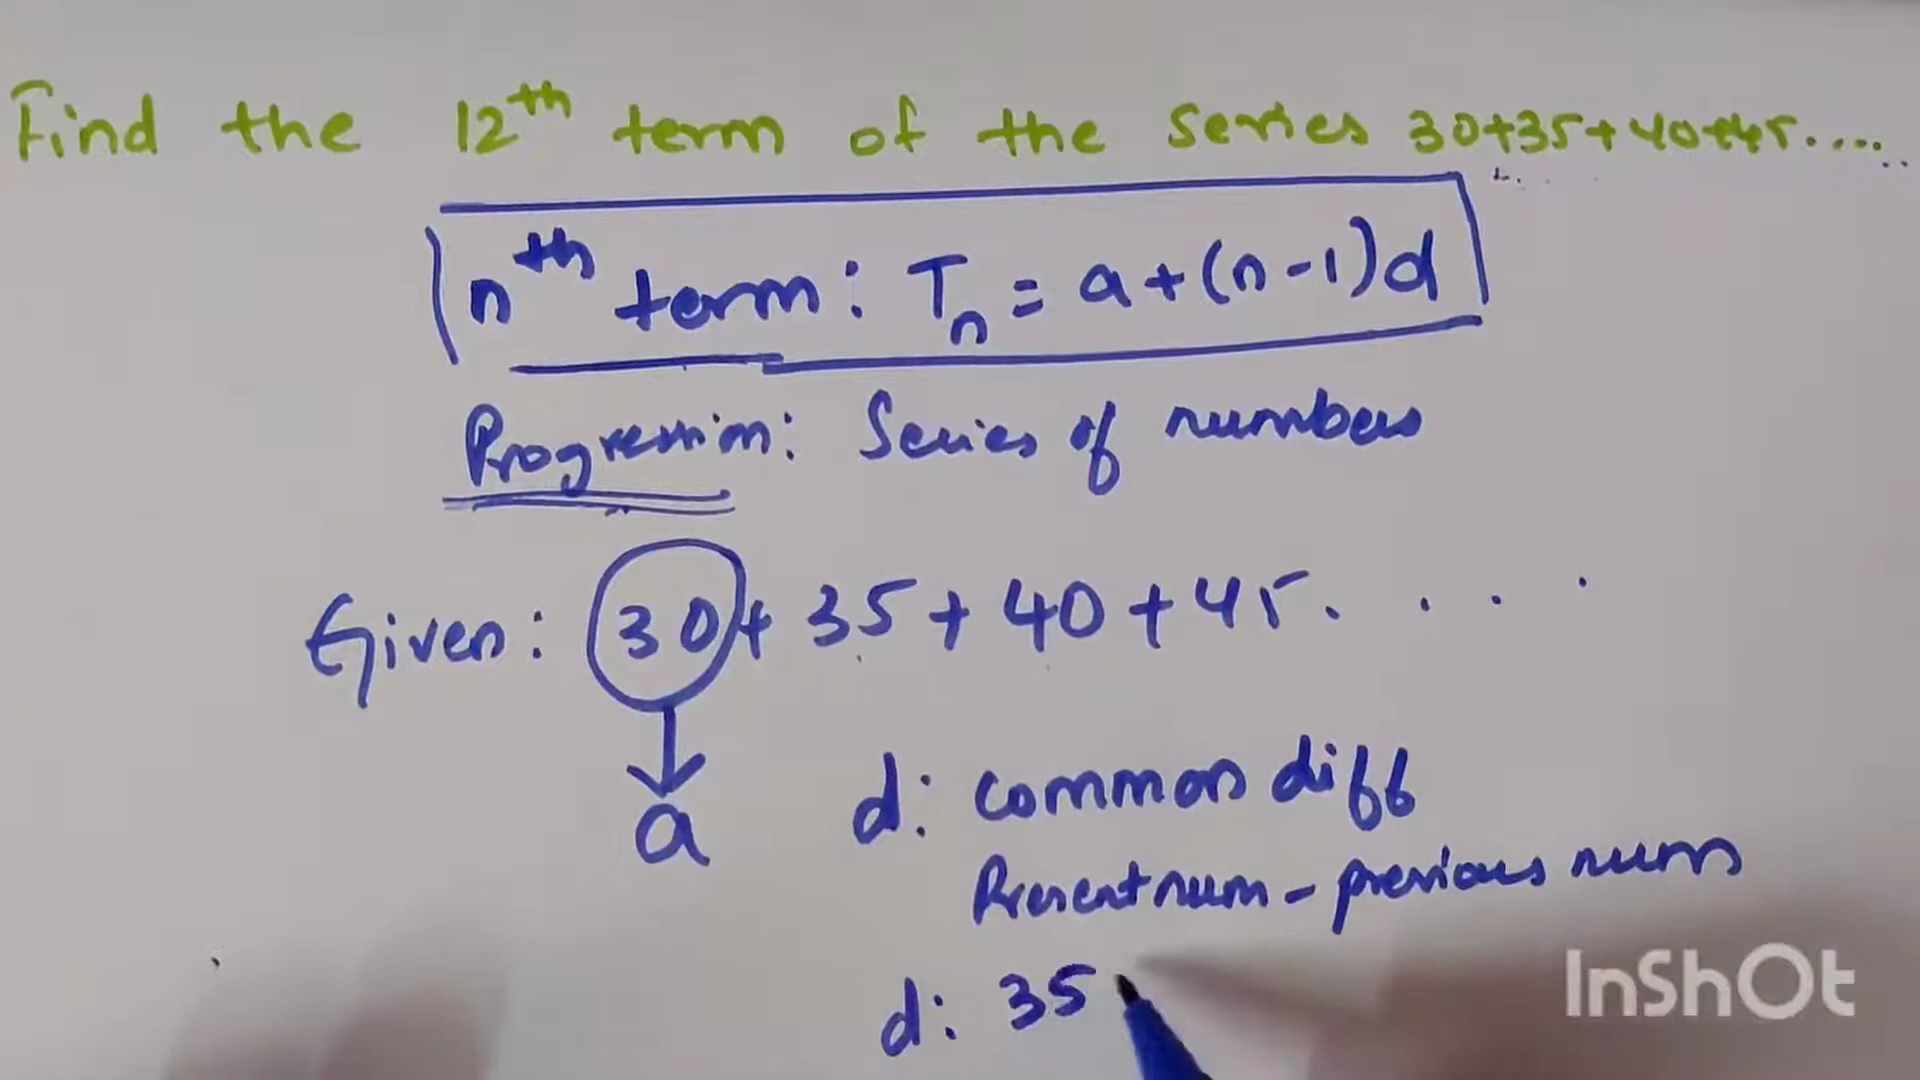 Find the 12th term of the series 30+35+40+45.....
nth term: Tn = a+(n-1)d
Progression: Series of numbers
Given: 30+ 35+ 40+45. . . .
a
d: common diff
Present num - previous num
d: 35
InShOt